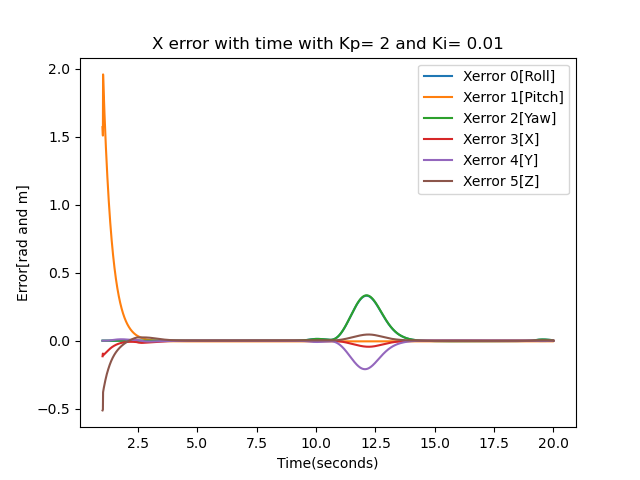 X error with time with Kp= 2 and Ki= 0.01
Xerror 0[Roll]
Xerror 1[Pitch]
Xerror 2[Yaw]
Xerror 3[X]
Xerror 4[Y]
Xerror 5[Z]
Error[rad and m]
2.0
1.5
1.0
0.5
0.0
−0.5
2.5 5.0 7.5 10.0 12.5 15.0 17.5 20.0
Time(seconds)